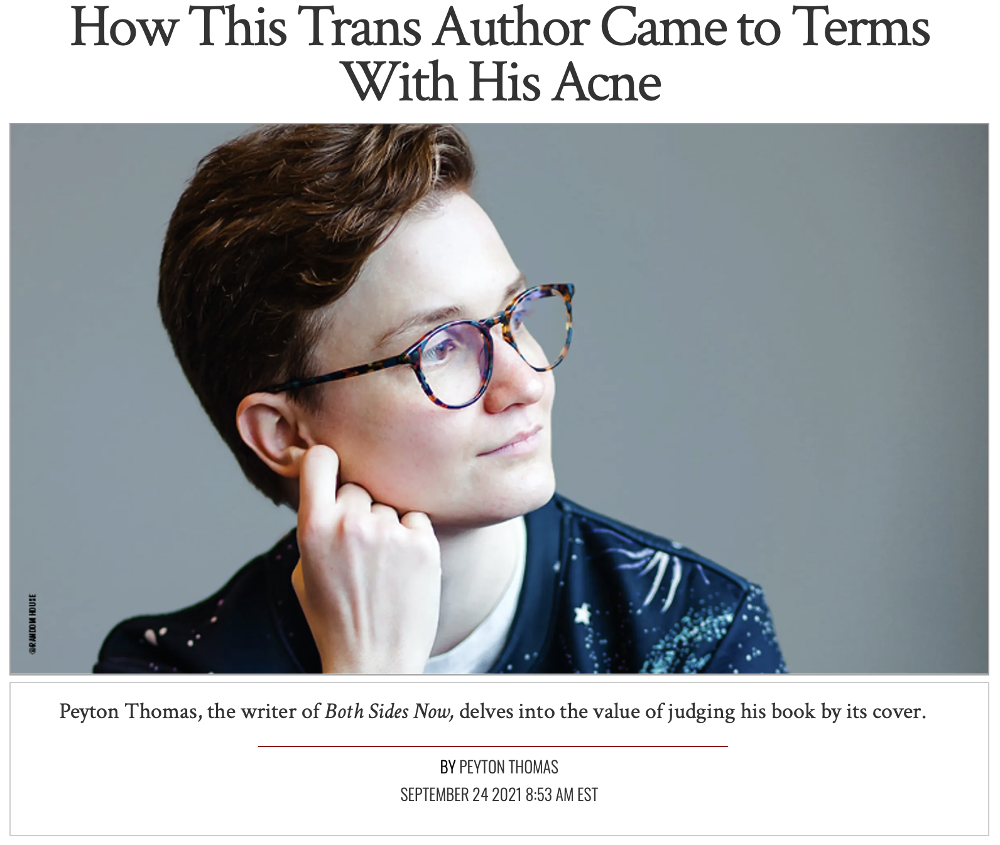 How This Trans Author Came to Terms
With His Acne
©RANDOM HOUSE
Peyton Thomas, the writer of Both Sides Now, delves into the value of judging his book by its cover.
BY PEYTON THOMAS
SEPTEMBER 24 2021 8:53 AM EST